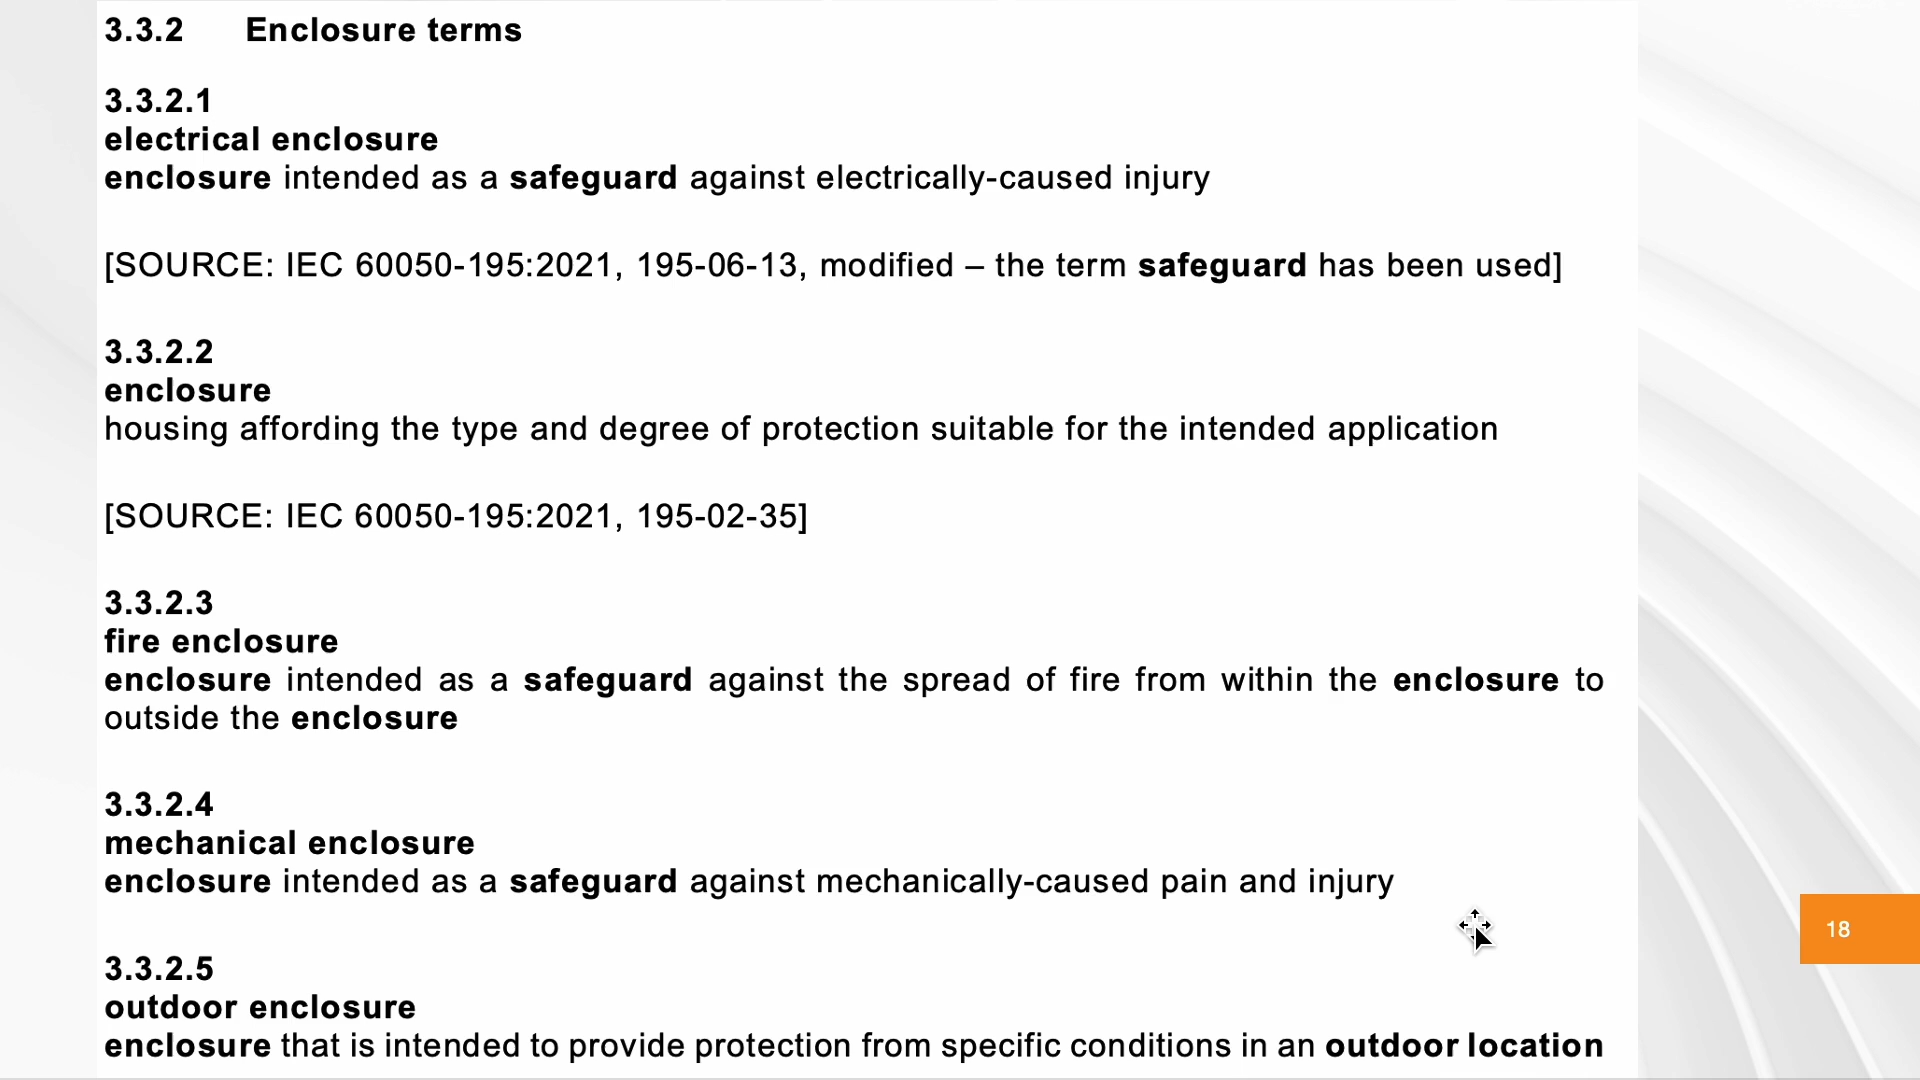 3.3.2 Enclosure terms
3.3.2.1
electrical enclosure
enclosure intended as a safeguard against electrically-caused injury
[SOURCE: IEC 60050-195:2021, 195-06-13, modified – the term safeguard has been used]
3.3.2.2
enclosure
housing affording the type and degree of protection suitable for the intended application
[SOURCE: IEC 60050-195:2021, 195-02-35]
3.3.2.3
fire enclosure
enclosure intended as a safeguard against the spread of fire from within the enclosure to
outside the enclosure
3.3.2.4
mechanical enclosure
enclosure intended as a safeguard against mechanically-caused pain and injury
18
3.3.2.5
outdoor enclosure
enclosure that is intended to provide protection from specific conditions in an outdoor location